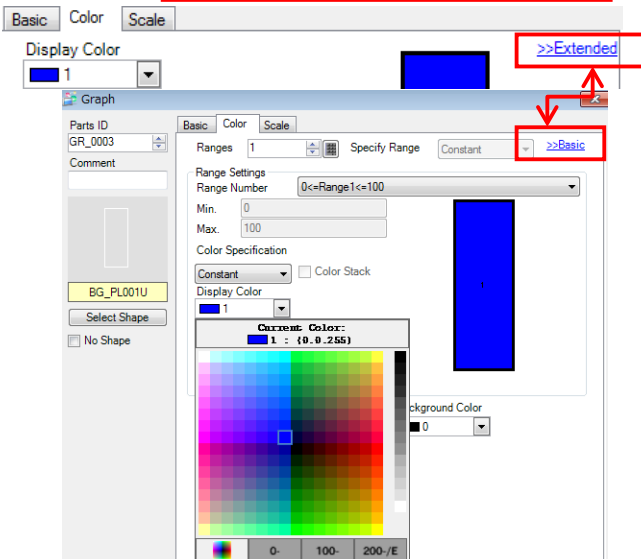 Basic Color Scale
Display Color
>>Extended
1
Graph
Parts ID
GR_0003
Comment
BG_PL001U
Select Shape
No Shape
Basic Color Scale
Ranges 1 Specify Range Constant >>Basic
Range Settings
Range Number 0<=Range1<=100
Min. 0
Max. 100
Color Specification
Constant Color Stack
Display Color
1
1
Current Color:
1 : (0.0.255)
ckground Color
0
0- 100- 200-/E